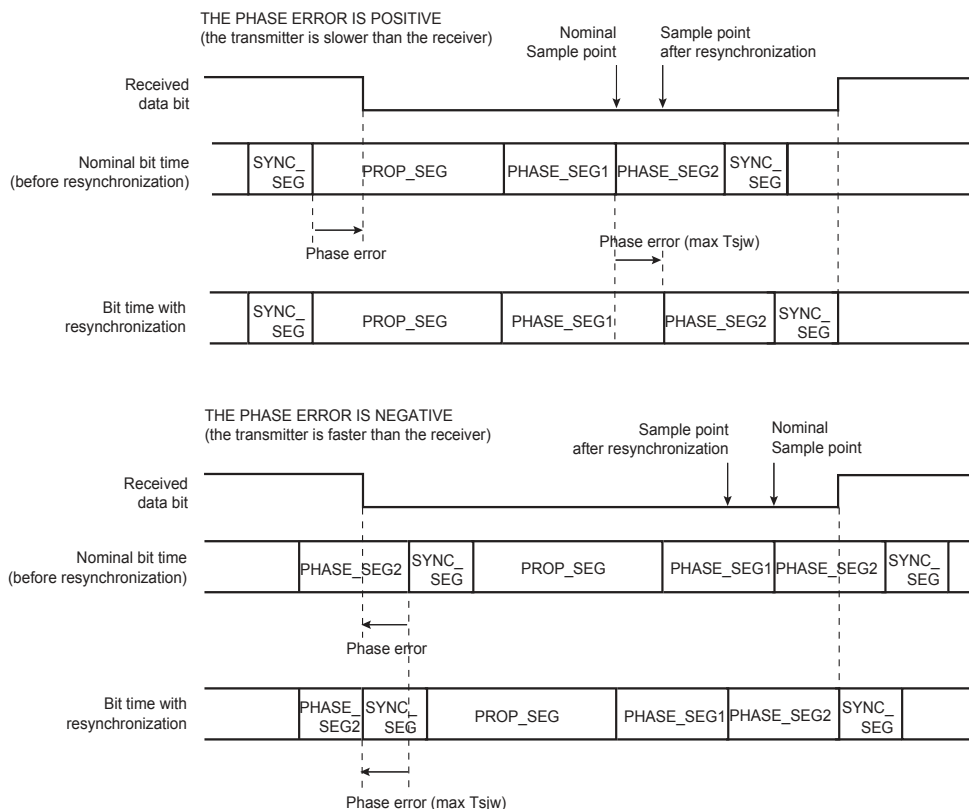 THE PHASE ERROR IS POSITIVE
(the transmitter is slower than the receiver)
Nominal
Sample point
Sample point
after resynchronization
Received
data bit
Nominal bit time
(before resynchronization)
SYNC_
SEG
PROP_SEG
PHASE_SEG1
PHASE_SEG2
SYNC_
SEG
Phase error
Phase error (max Tsjw)
Bit time with
resynchronization
SYNC_
SEG
PROP_SEG
PHASE_SEG1
PHASE_SEG2
SYNC_
SEG
THE PHASE ERROR IS NEGATIVE
(the transmitter is faster than the receiver)
Sample point
after resynchronization
Nominal
Sample point
Received
data bit
Nominal bit time
(before resynchronization)
PHASE_SEG2
SYNC_
SEG
PROP_SEG
PHASE_SEG1
PHASE_SEG2
SYNC_
SEG
Phase error
Bit time with
resynchronization
PHASE_
SEG2
SYNC_
SEG
PROP_SEG
PHASE_SEG1
PHASE_SEG2
SYNC_
SEG
Phase error (max Tsjw)